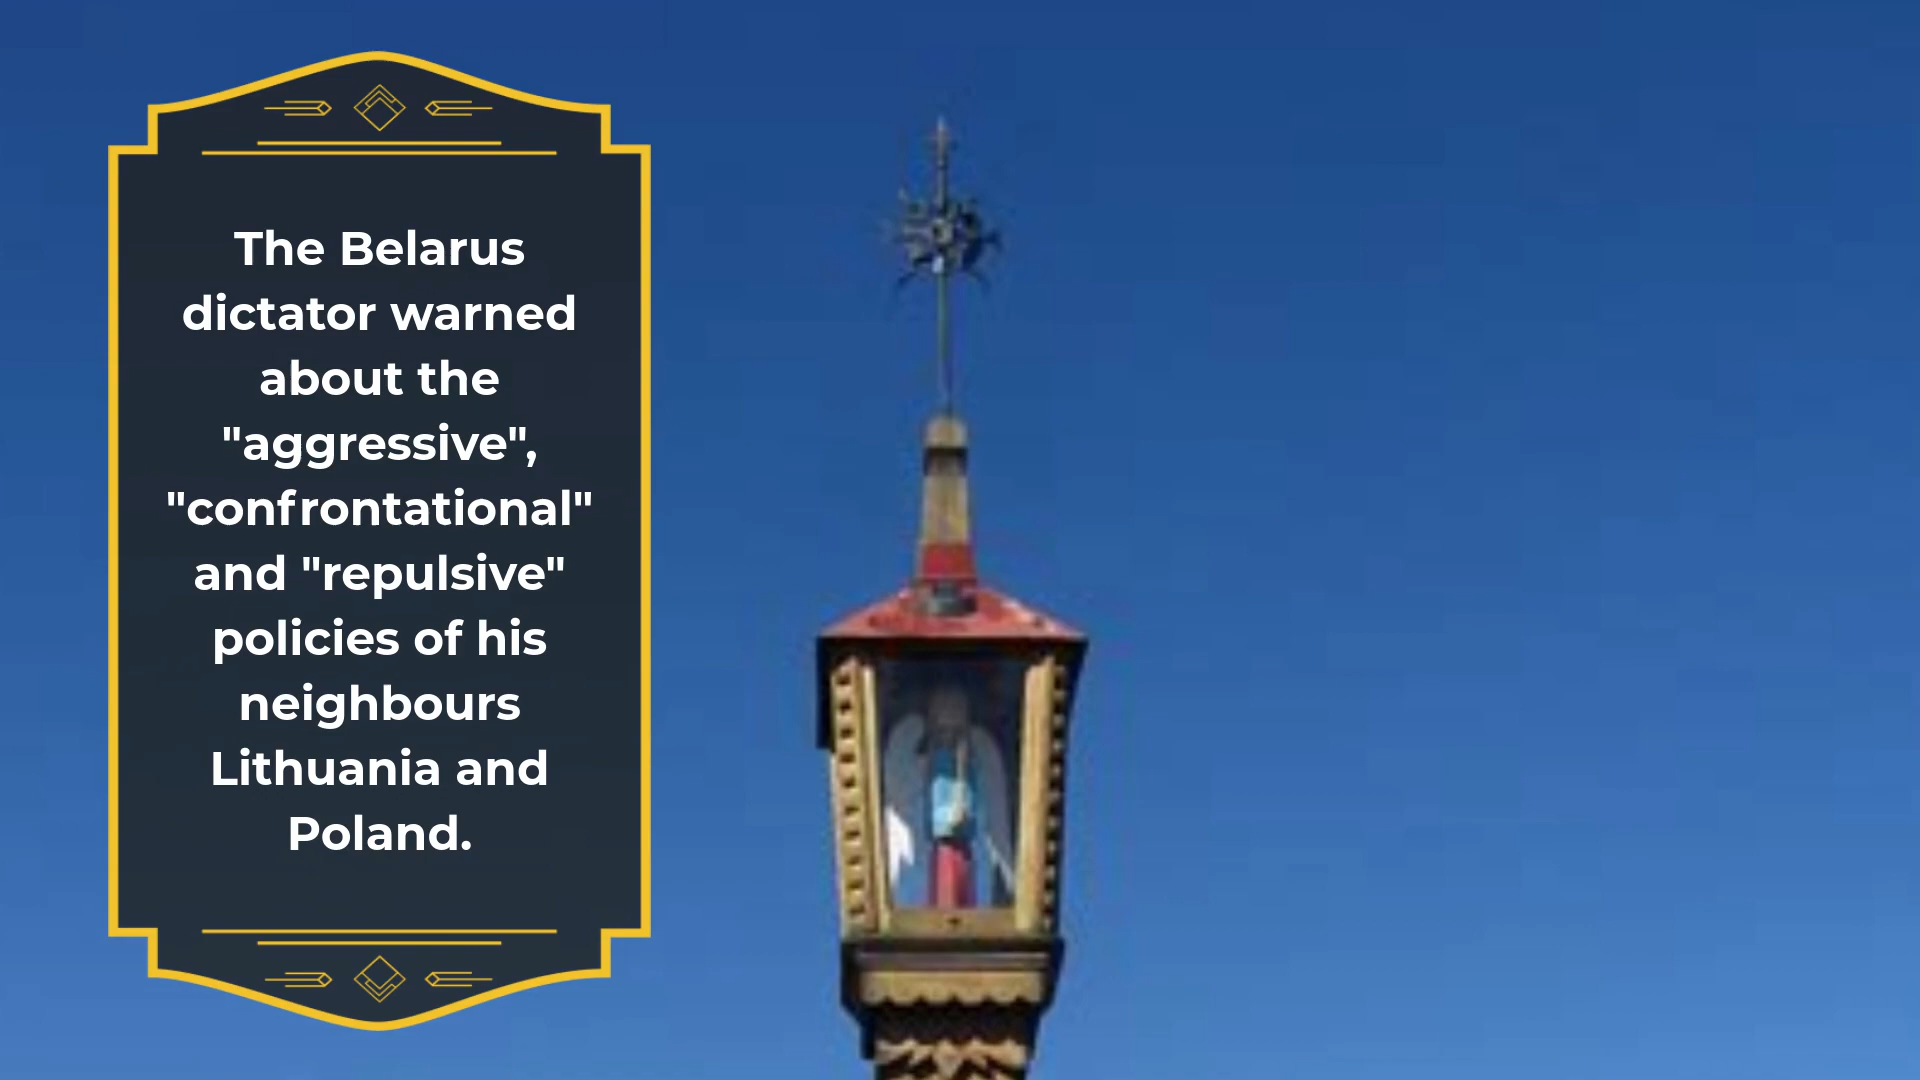 The Belarus
dictator warned
about the
"aggressive",
"confrontational"
and "repulsive"
policies of his
neighbours
Lithuania and
Poland.